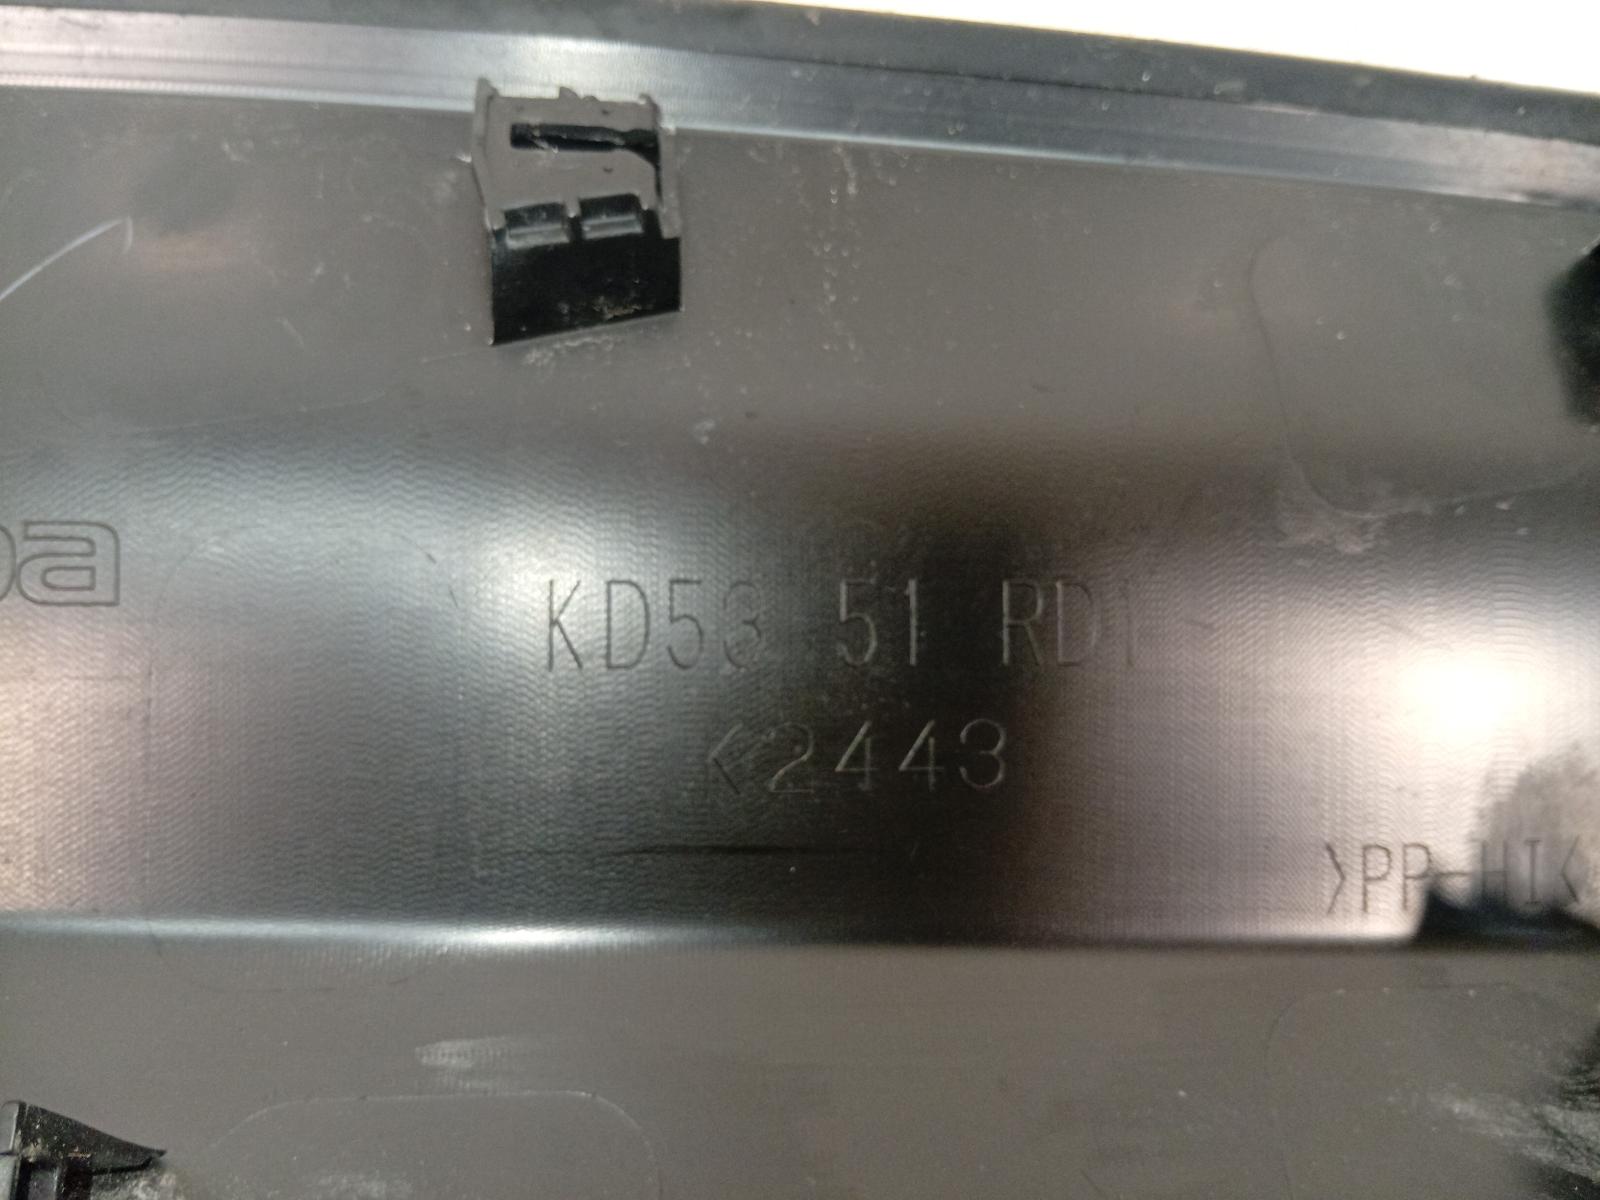 KD53 51 RD1
K2443
>PP-HI<